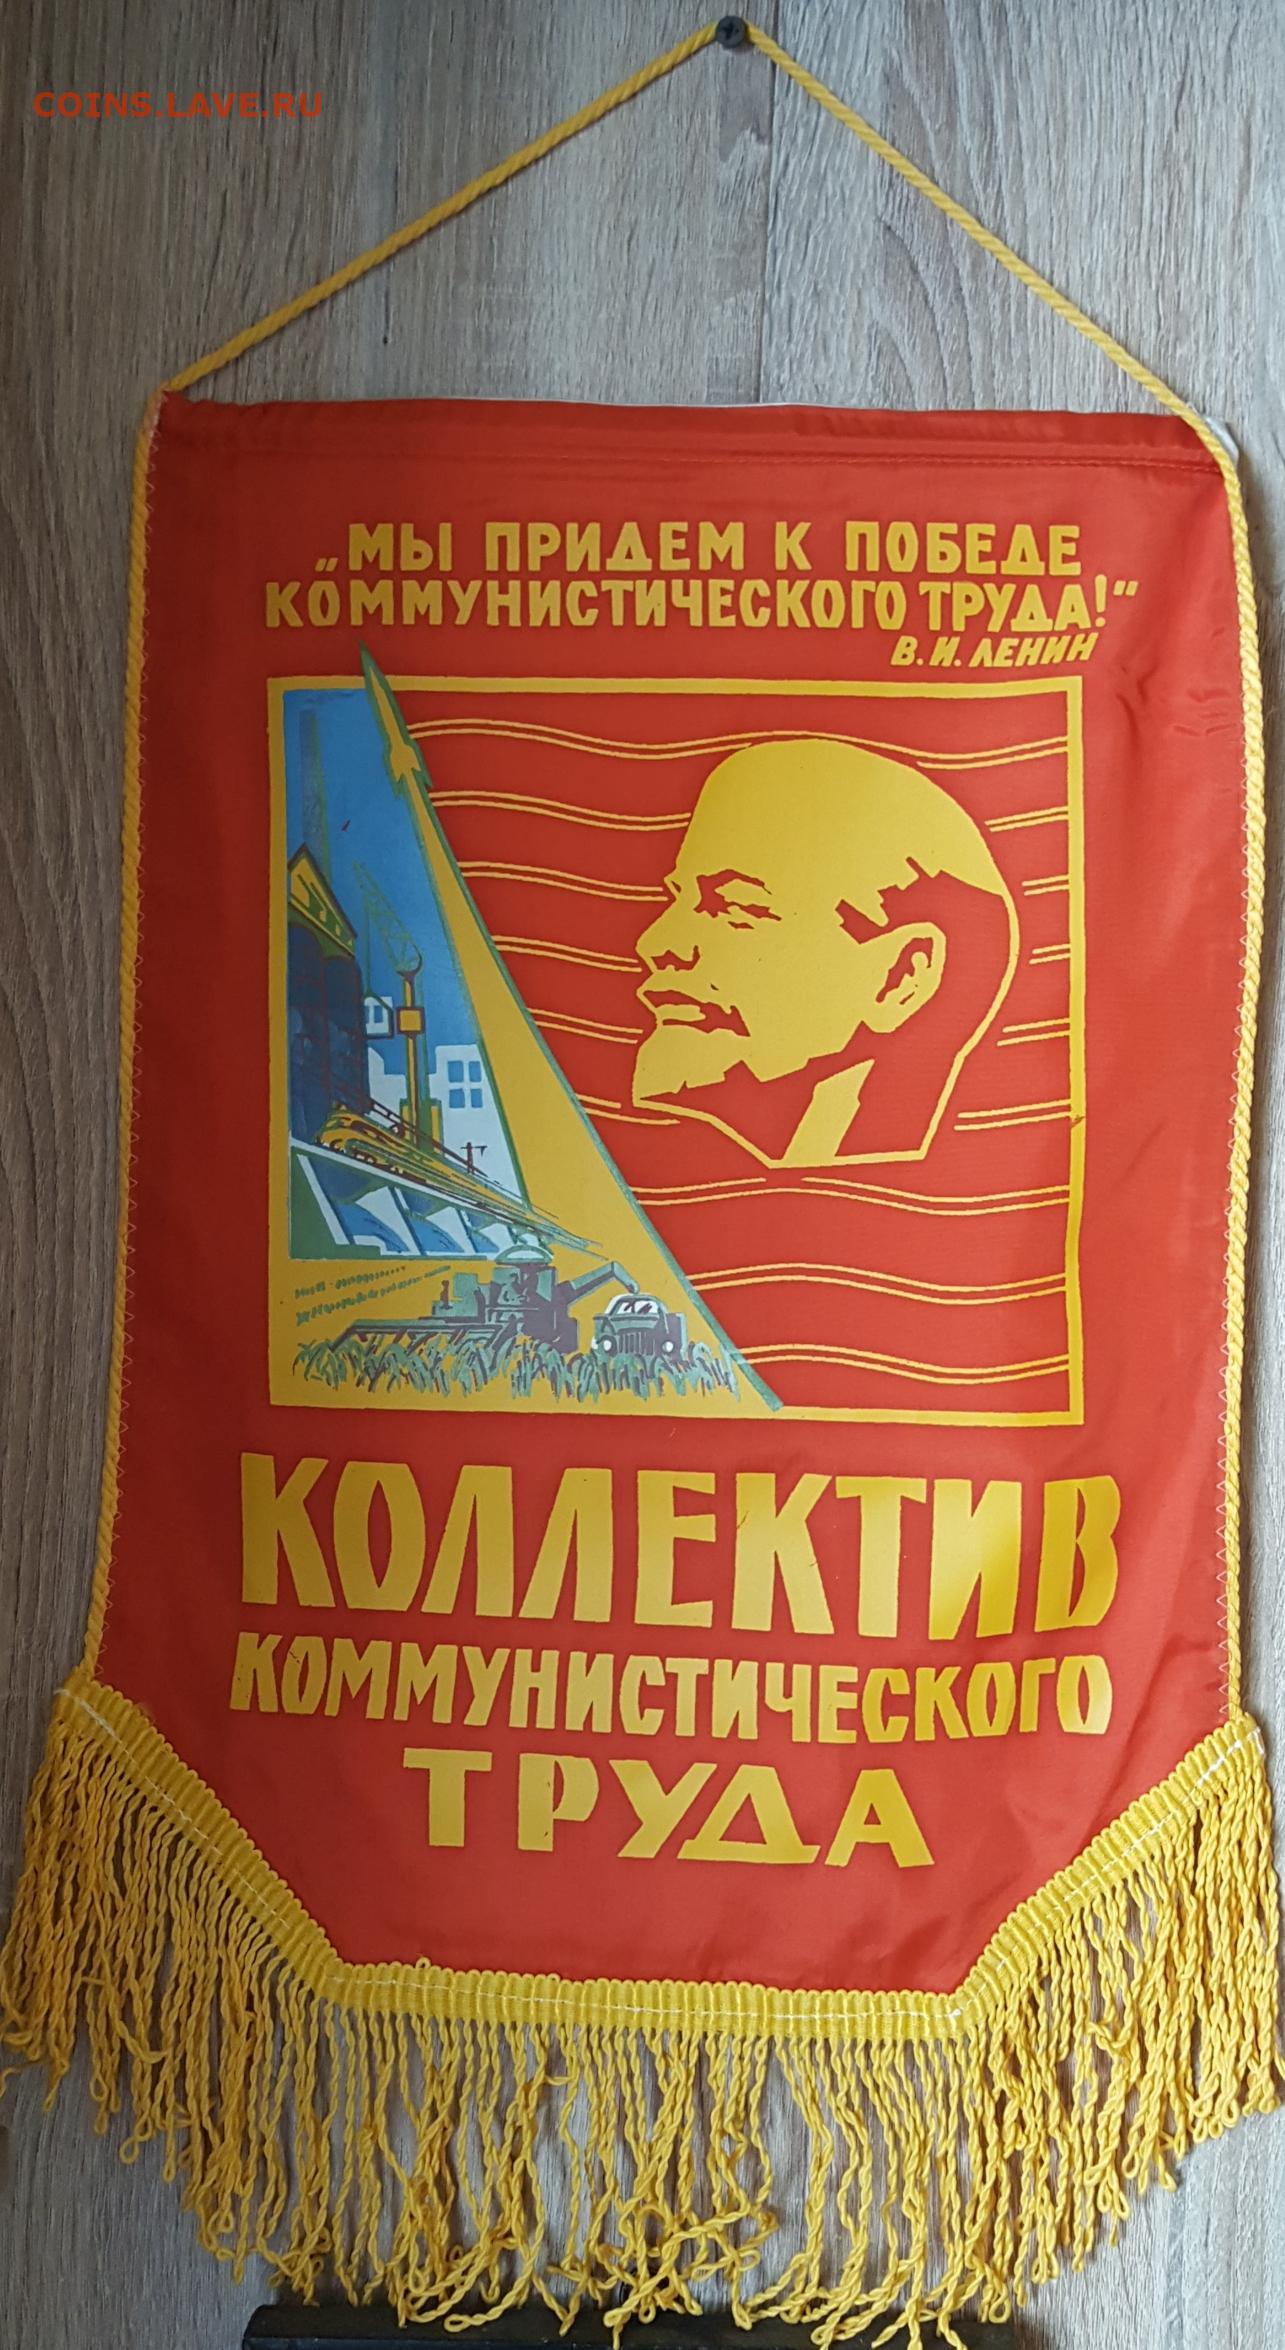 COINS.LAVE.RU
„МЫ ПРИДЕМ К ПОБЕДЕ
КОММУНИСТИЧЕСКОГО ТРУДА!“
В. И. ЛЕНИН
КОЛЛЕКТИВ
КОММУНИСТИЧЕСКОГО
ТРУДА